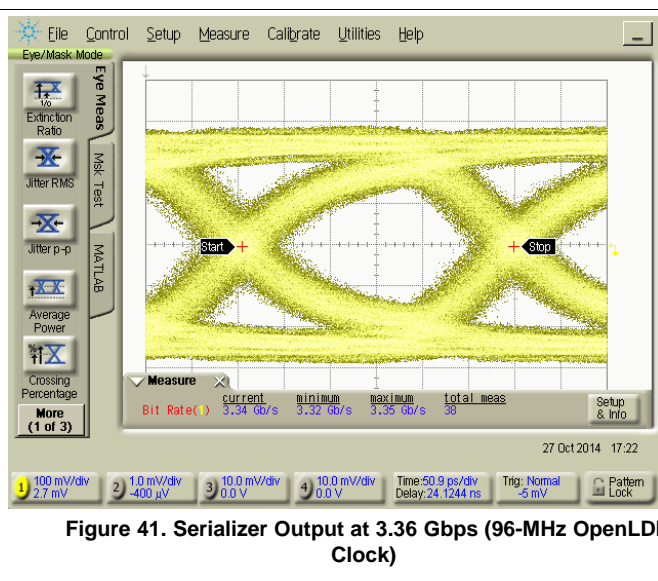 File Control Setup Measure Calibrate Utilities Help
Eye/Mask Mode
Eye Meas
Msk Test
MATLAB
1/0
Extinction
Ratio
Jitter RMS
Jitter p-p
Average
Power
Crossing
Percentage
More
(1 of 3)
Start
Stop
Measure
current minimum maximum total meas
Bit Rate(1) 3.34 Gb/s 3.32 Gb/s 3.35 Gb/s 38
Setup
& Info
27 Oct 2014 17:22
1 100 mV/div
2.7 mV
2 1.0 mV/div
-400 µV
3 10.0 mV/div
0.0 V
4 10.0 mV/div
0.0 V
Time:50.9 ps/div
Delay:24.1244 ns
Trig: Normal
-5 mV
Pattern
Lock
Figure 41. Serializer Output at 3.36 Gbps (96-MHz OpenLDI
Clock)